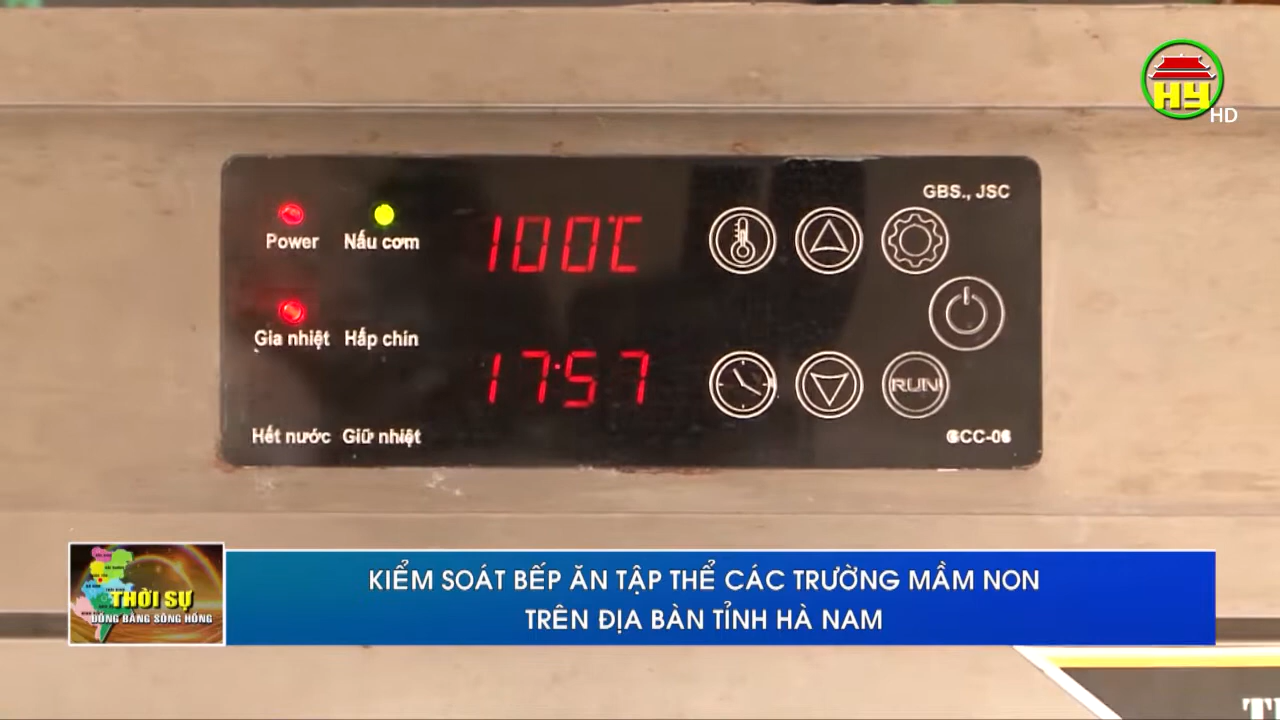 HY
HD
GBS., JSC
Power Nấu cơm
100°C
Gia nhiệt Hấp chín
17:57
RUN
Hết nước Giữ nhiệt
THỜI SỰ
ĐỒNG BẰNG SÔNG HỒNG
KIỂM SOÁT BẾP ĂN TẬP THỂ CÁC TRƯỜNG MẦM NON
TRÊN ĐỊA BÀN TỈNH HÀ NAM